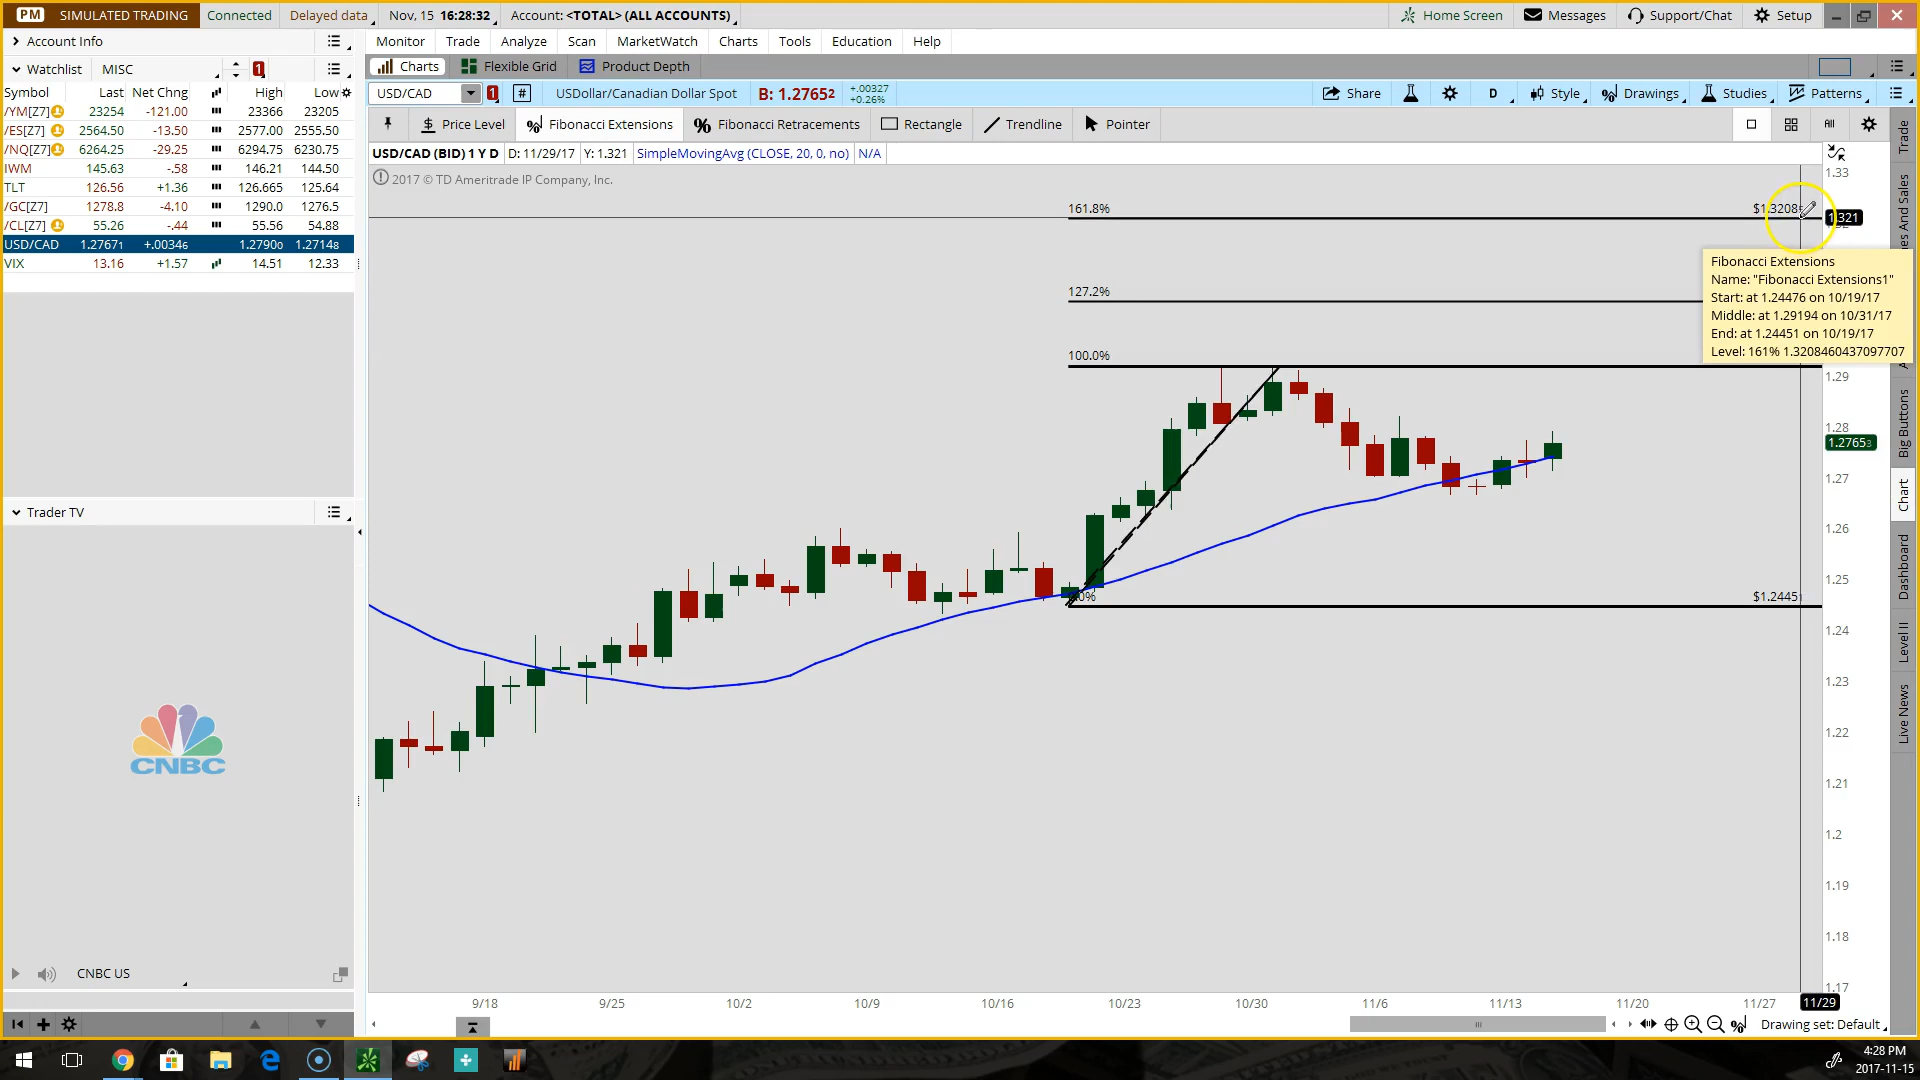 PM SIMULATED TRADING Connected Delayed data Nov, 15 16:28:32 Account: <TOTAL> (ALL ACCOUNTS) Home Screen Messages Support/Chat Setup
Account Info
Monitor Trade Analyze Scan MarketWatch Charts Tools Education Help
Watchlist MISC 1
Charts Flexible Grid Product Depth
Symbol Last Net Chng High Low
/YM[Z7] 23254 -121.00 23366 23205
/ES[Z7] 2564.50 -13.50 2577.00 2555.50
/NQ[Z7] 6264.25 -29.25 6294.75 6230.75
IWM 145.63 -.58 146.21 144.50
TLT 126.56 +1.36 126.665 125.64
/GC[Z7] 1278.8 -4.10 1290.0 1276.5
/CL[Z7] 55.26 -.44 55.56 54.88
USD/CAD 1.27671 +.00346 1.27900 1.27148
VIX 13.16 +1.57 14.51 12.33
USD/CAD 1 # USDollar/Canadian Dollar Spot B: 1.27652 +.00327 +0.26% Share D Style Drawings Studies Patterns
$ Price Level Fibonacci Extensions Fibonacci Retracements Rectangle Trendline Pointer All
USD/CAD (BID) 1 Y D D: 11/29/17 Y: 1.321 SimpleMovingAvg (CLOSE, 20, 0, no) N/A
2017 © TD Ameritrade IP Company, Inc.
161.8% $1.3208
127.2%
100.0%
$1.24451
Fibonacci Extensions
Name: "Fibonacci Extensions1"
Start: at 1.24476 on 10/19/17
Middle: at 1.29194 on 10/31/17
End: at 1.24451 on 10/19/17
Level: 161% 1.3208460437097707
1.33
1.321
1.29
1.28
1.27653
1.27
1.26
1.25
1.24
1.23
1.22
1.21
1.2
1.19
1.18
1.17
9/18 9/25 10/2 10/9 10/16 10/23 10/30 11/6 11/13 11/20 11/27 11/29
Drawing set: Default
Trader TV
CNBC
CNBC US
Trade
es And Sales
Big Buttons
Chart
Dashboard
Level II
Live News
4:28 PM
2017-11-15